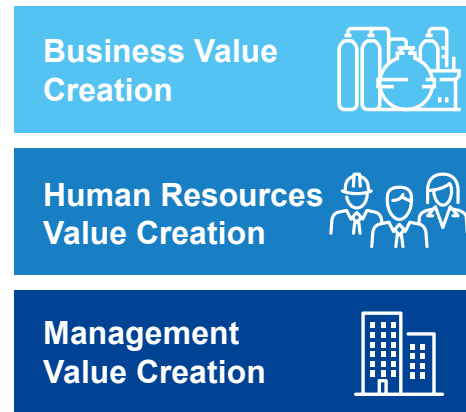 Business Value
Creation
Human Resources
Value Creation
Management
Value Creation